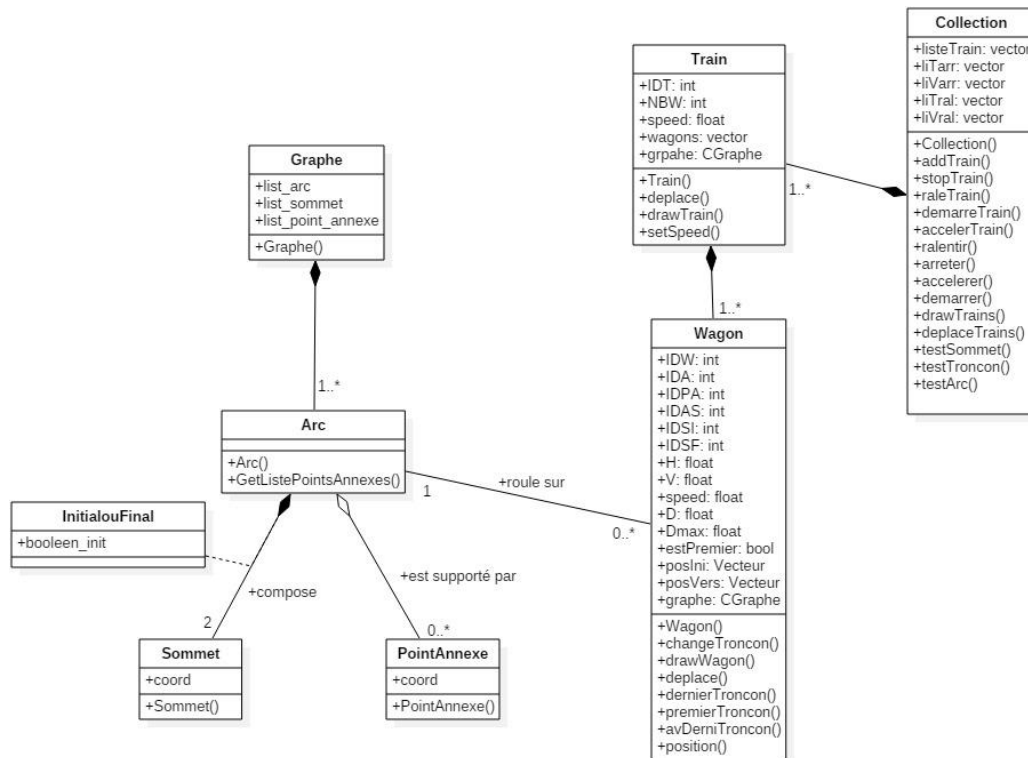 Collection
+listeTrain: vector
+liTarr: vector
+liVarr: vector
+liTral: vector
+liVral: vector
+Collection()
+addTrain()
+stopTrain()
+raleTrain()
+demarreTrain()
+accelerTrain()
+ralentir()
+arreter()
+accelerer()
+demarrer()
+drawTrains()
+deplaceTrains()
+testSommet()
+testTroncon()
+testArc()
Train
+IDT: int
+NBW: int
+speed: float
+wagons: vector
+grpahe: CGraphe
+Train()
+deplace()
+drawTrain()
+setSpeed()
1..*
1..*
Graphe
+list_arc
+list_sommet
+list_point_annexe
+Graphe()
1..*
Wagon
+IDW: int
+IDA: int
+IDPA: int
+IDAS: int
+IDSI: int
+IDSF: int
+H: float
+V: float
+speed: float
+D: float
+Dmax: float
+estPremier: bool
+posIni: Vecteur
+posVers: Vecteur
+graphe: CGraphe
+Wagon()
+changeTroncon()
+drawWagon()
+deplace()
+dernierTroncon()
+premierTroncon()
+avDerniTroncon()
+position()
Arc
+Arc()
+GetListePointsAnnexes()
1
+roule sur
0..*
InitialouFinal
+booleen_init
+compose
2
+est supporté par
0..*
Sommet
+coord
+Sommet()
PointAnnexe
+coord
+PointAnnexe()